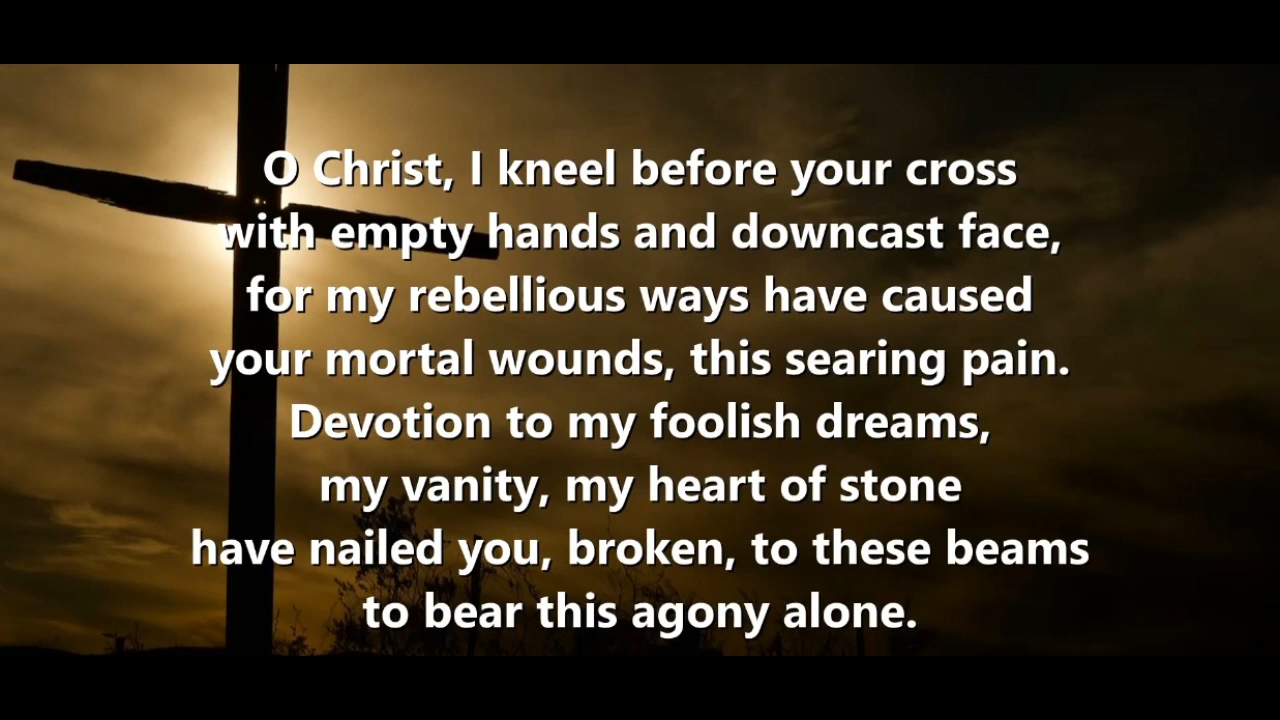 O Christ, I kneel before your cross
with empty hands and downcast face,
for my rebellious ways have caused
your mortal wounds, this searing pain.
Devotion to my foolish dreams,
my vanity, my heart of stone
have nailed you, broken, to these beams
to bear this agony alone.